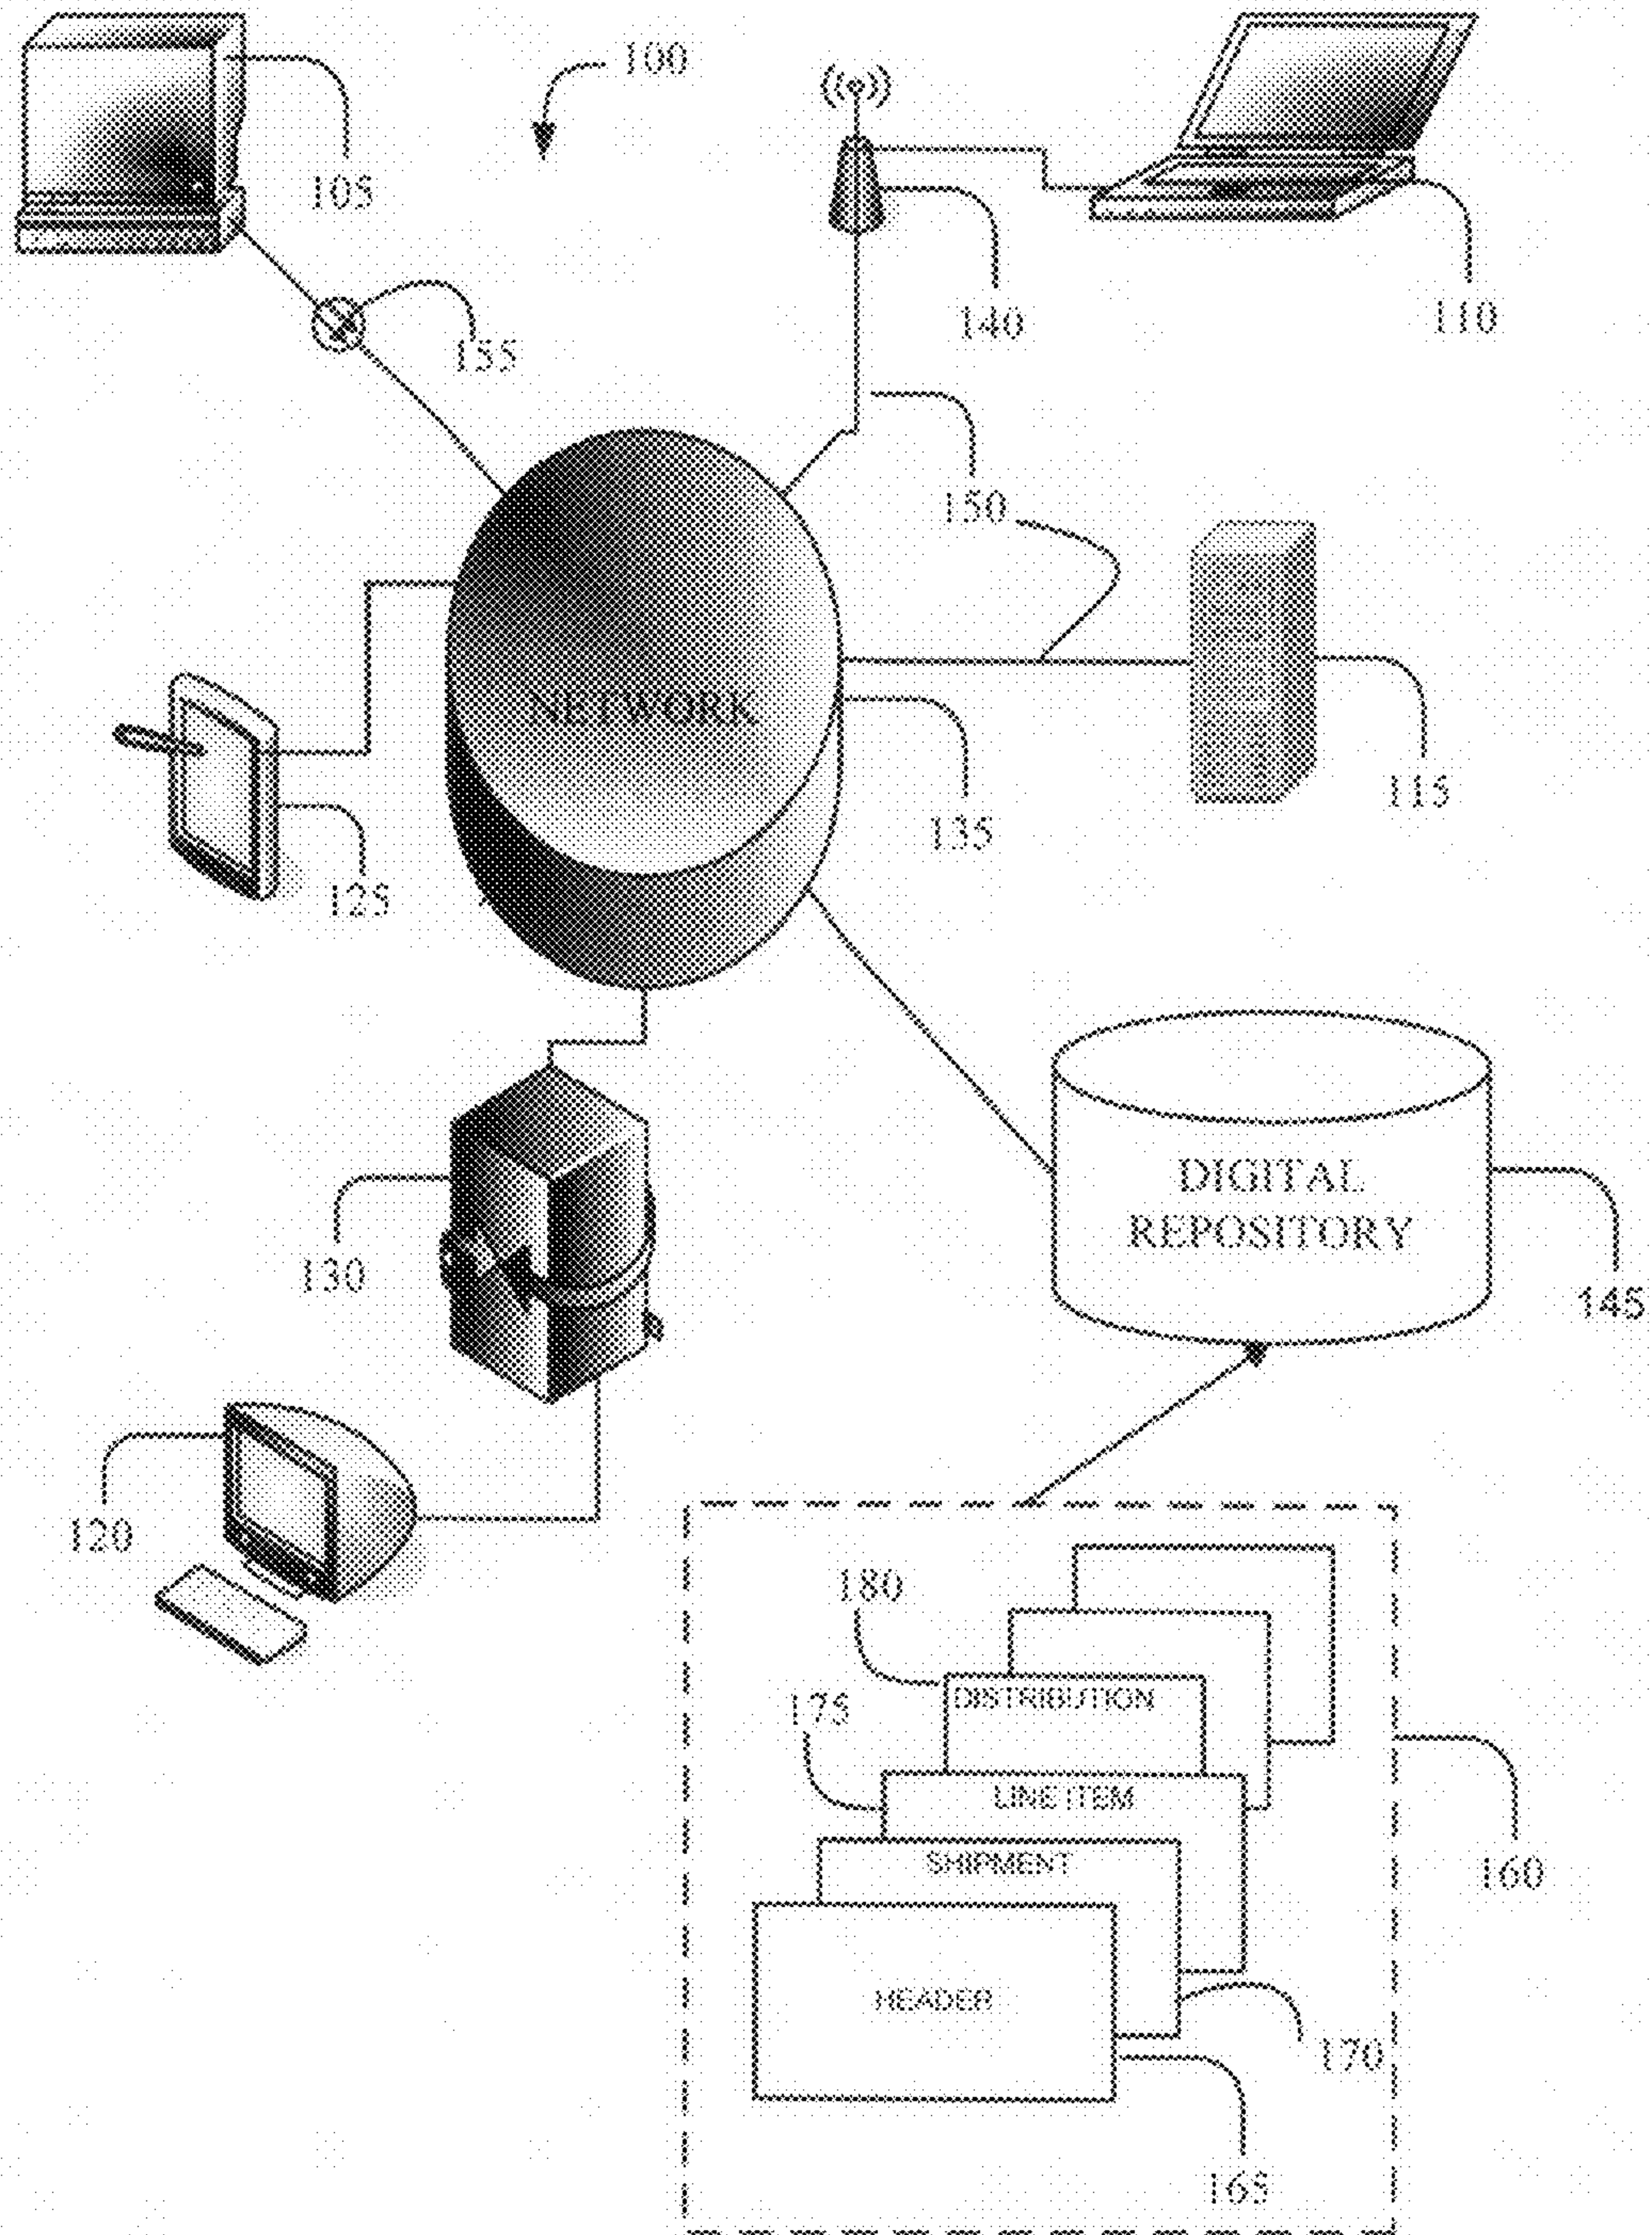 100
105
110
140
155
150
NETWORK
115
135
125
DIGITAL
REPOSITORY
130
145
120
180
DISTRIBUTION
175
LINE ITEM
SHIPMENT
160
HEADER
170
165